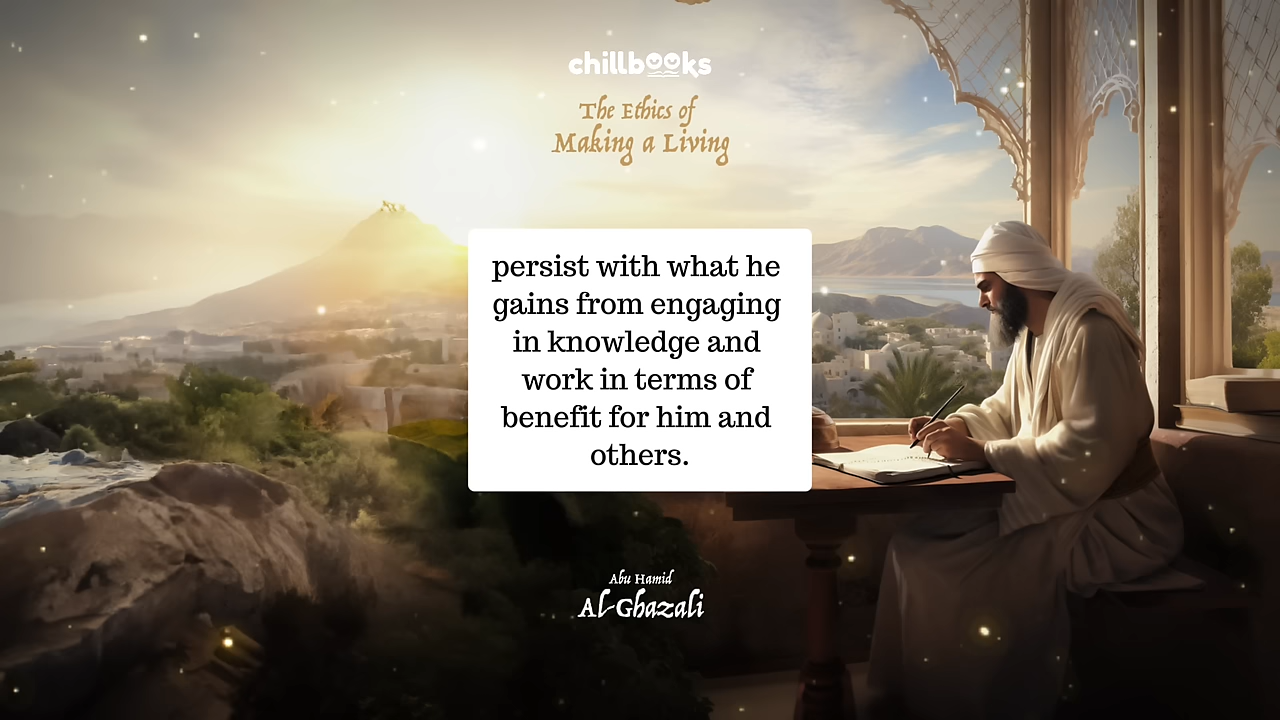 chillbooks
The Ethics of
Making a Living
persist with what he
gains from engaging
in knowledge and
work in terms of
benefit for him and
others.
Abu Hamid
Al-Ghazali